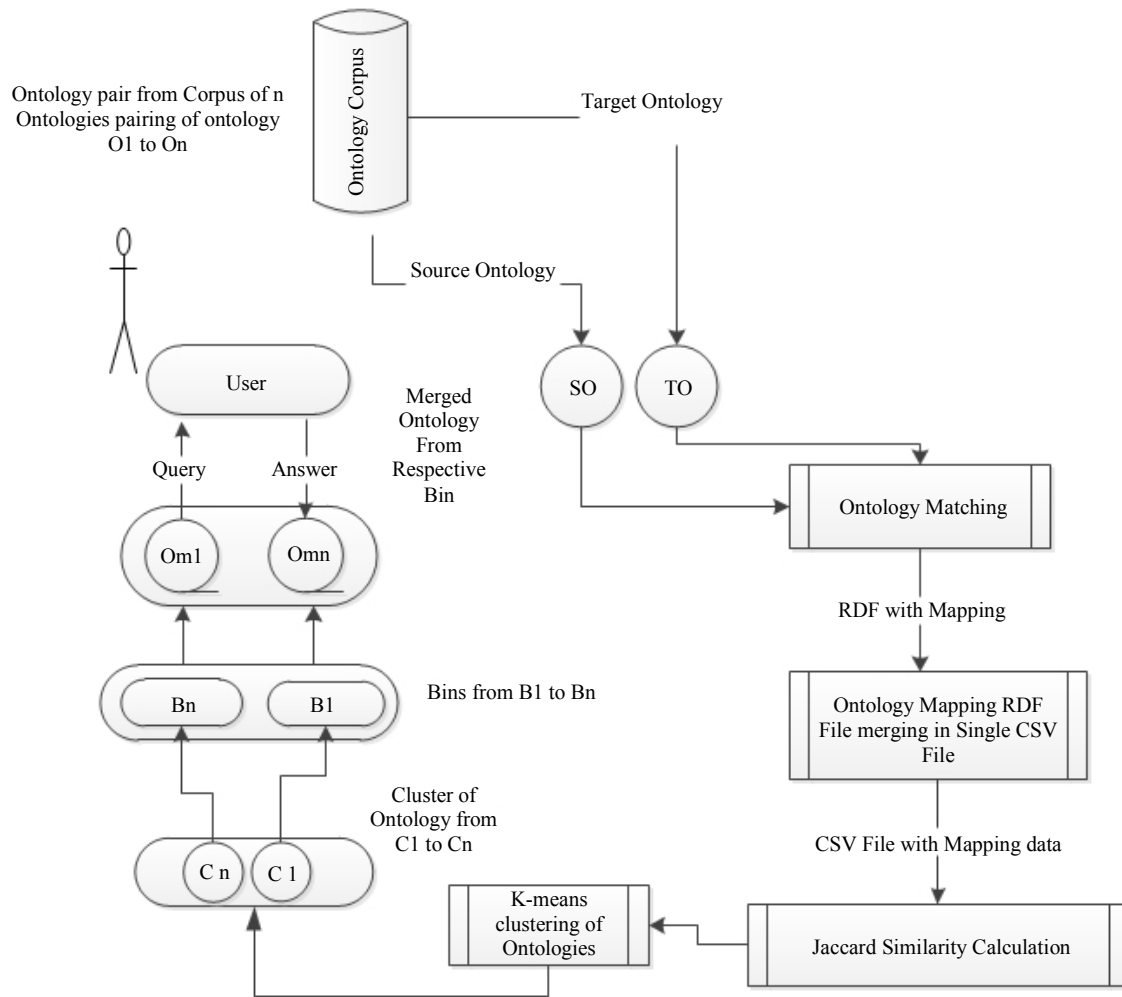 Ontology Corpus
Ontology pair from Corpus of n
Ontologies pairing of ontology
O1 to On
Target Ontology
Source Ontology
SO
TO
User
Merged
Ontology
From
Respective
Bin
Query
Answer
Ontology Matching
Om1
Omn
RDF with Mapping
Bn
B1
Bins from B1 to Bn
Ontology Mapping RDF
File merging in Single CSV
File
Cluster of
Ontology from
C1 to Cn
CSV File with Mapping data
C n
C 1
K-means
clustering of
Ontologies
Jaccard Similarity Calculation